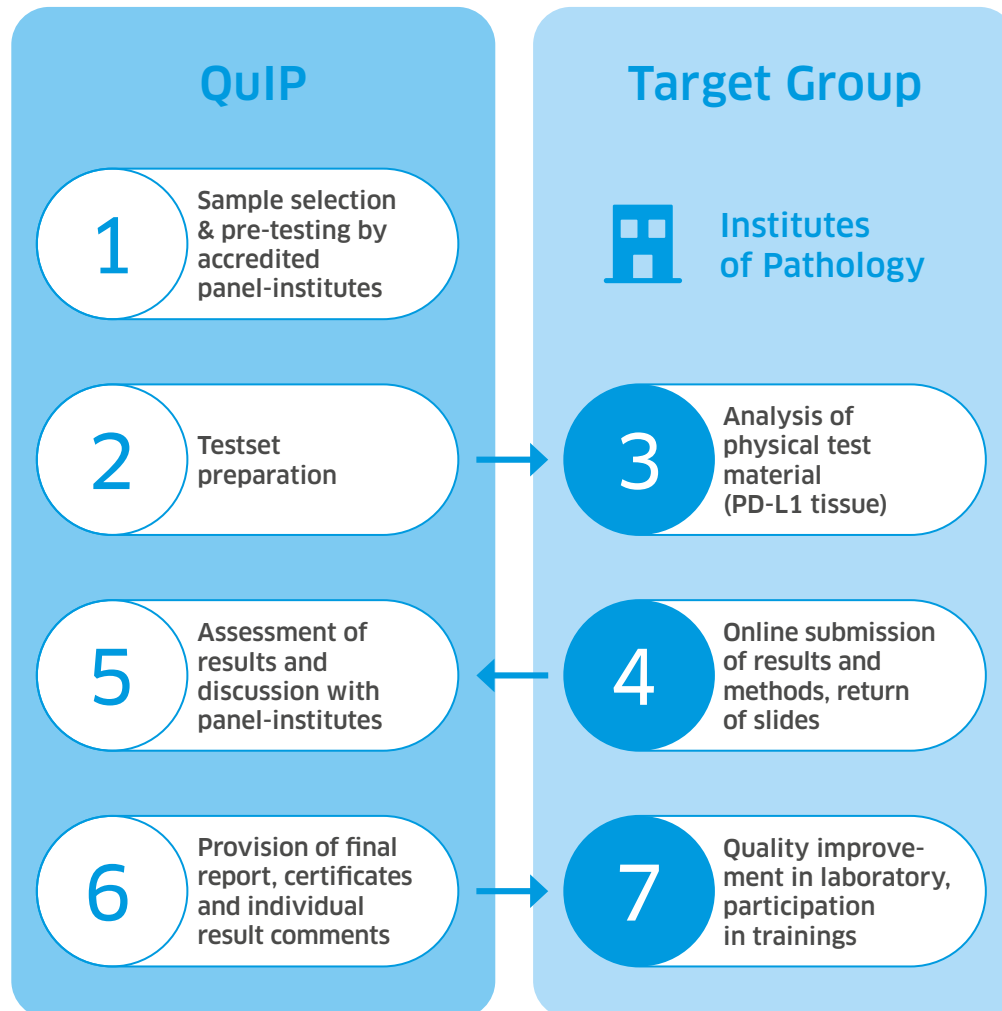 QuIP
Target Group
1
Sample selection
& pre-testing by
accredited
panel-institutes
Institutes
of Pathology
2
Testset
preparation
3
Analysis of
physical test
material
(PD-L1 tissue)
5
Assessment of
results and
discussion with
panel-institutes
4
Online submission
of results and
methods, return
of slides
6
Provision of final
report, certificates
and individual
result comments
7
Quality improve-
ment in laboratory,
participation
in trainings